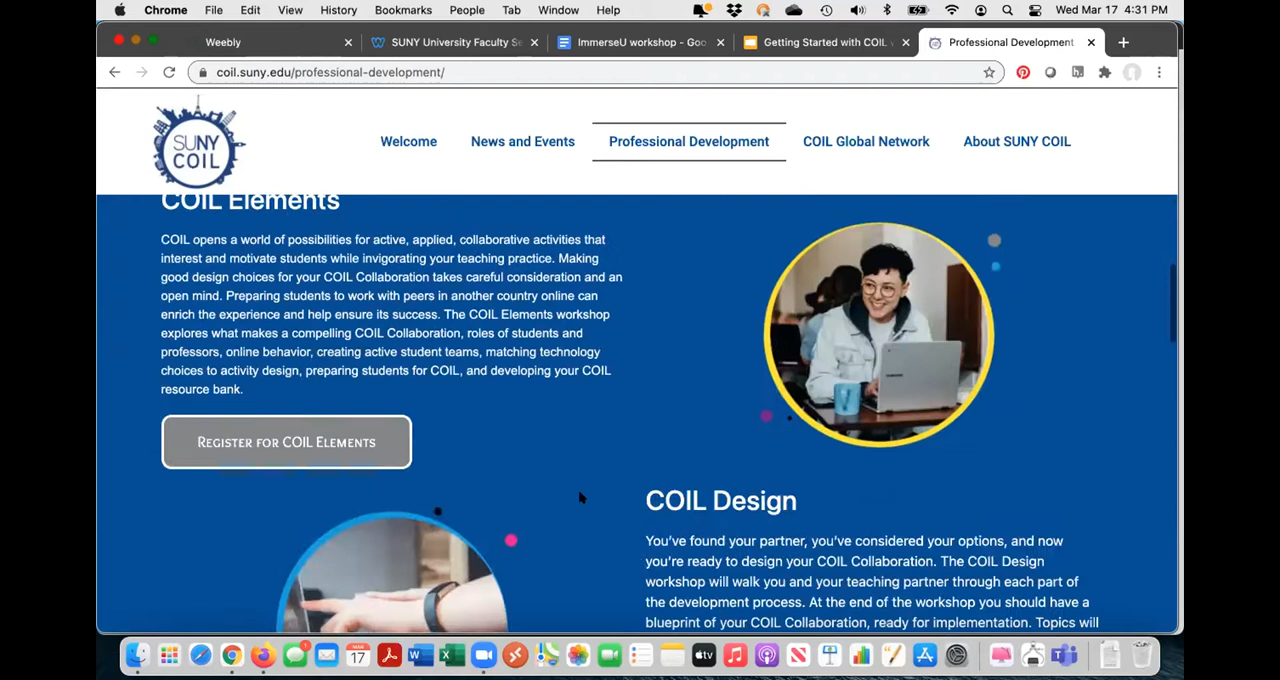 Chrome File Edit View History Bookmarks People Tab Window Help Wed Mar 17 4:31 PM
Weebly SUNY University Faculty Se ImmerseU workshop - Goo Getting Started with COIL Professional Development
coil.suny.edu/professional-development/
SUNY
COIL
Welcome News and Events Professional Development COIL Global Network About SUNY COIL
COIL Elements
COIL opens a world of possibilities for active, applied, collaborative activities that
interest and motivate students while invigorating your teaching practice. Making
good design choices for your COIL Collaboration takes careful consideration and an
open mind. Preparing students to work with peers in another country online can
enrich the experience and help ensure its success. The COIL Elements workshop
explores what makes a compelling COIL Collaboration, roles of students and
professors, online behavior, creating active student teams, matching technology
choices to activity design, preparing students for COIL, and developing your COIL
resource bank.
Register for COIL Elements
COIL Design
You've found your partner, you've considered your options, and now
you're ready to design your COIL Collaboration. The COIL Design
workshop will walk you and your teaching partner through each part of
the development process. At the end of the workshop you should have a
blueprint of your COIL Collaboration, ready for implementation. Topics will